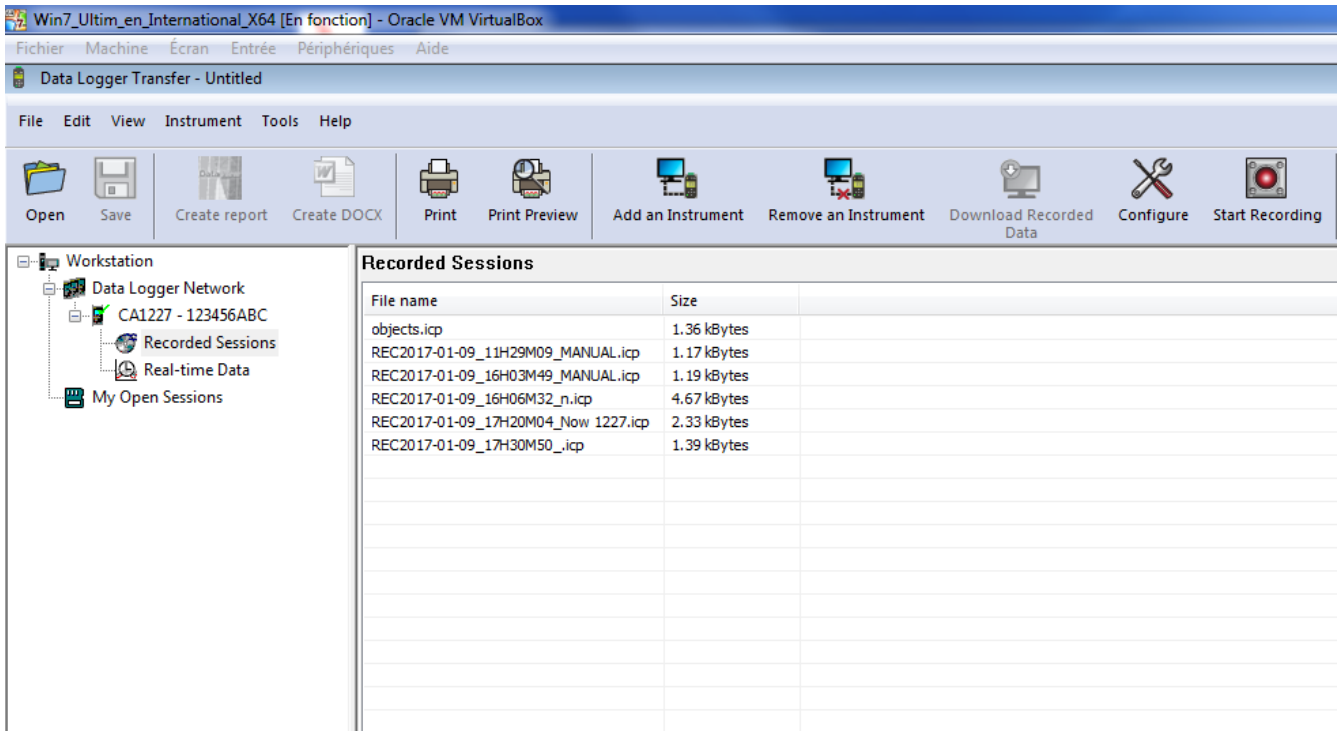 Win7_Ultim_en_International_X64 [En fonction] - Oracle VM VirtualBox
Fichier Machine Écran Entrée Périphériques Aide
Data Logger Transfer - Untitled
File Edit View Instrument Tools Help
Open Save Create report Create DOCX Print Print Preview Add an Instrument Remove an Instrument Download Recorded Data Configure Start Recording
Workstation
Data Logger Network
CA1227 - 123456ABC
Recorded Sessions
Real-time Data
My Open Sessions
Recorded Sessions
File name Size
objects.icp 1.36 kBytes
REC2017-01-09_11H29M09_MANUAL.icp 1.17 kBytes
REC2017-01-09_16H03M49_MANUAL.icp 1.19 kBytes
REC2017-01-09_16H06M32_n.icp 4.67 kBytes
REC2017-01-09_17H20M04_Now 1227.icp 2.33 kBytes
REC2017-01-09_17H30M50_.icp 1.39 kBytes